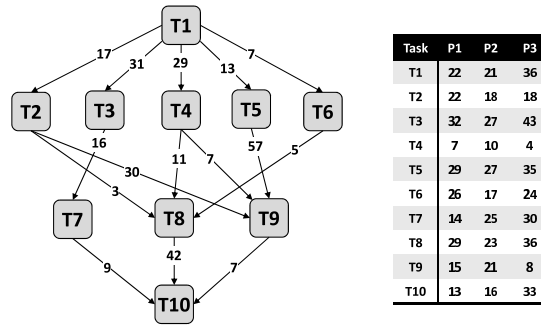 T1
17
31
29
13
7
T2
T3
T4
T5
T6
16
11
7
57
5
30
3
T7
T8
T9
42
9
7
T10
Task P1 P2 P3
T1 22 21 36
T2 22 18 18
T3 32 27 43
T4 7 10 4
T5 29 27 35
T6 26 17 24
T7 14 25 30
T8 29 23 36
T9 15 21 8
T10 13 16 33